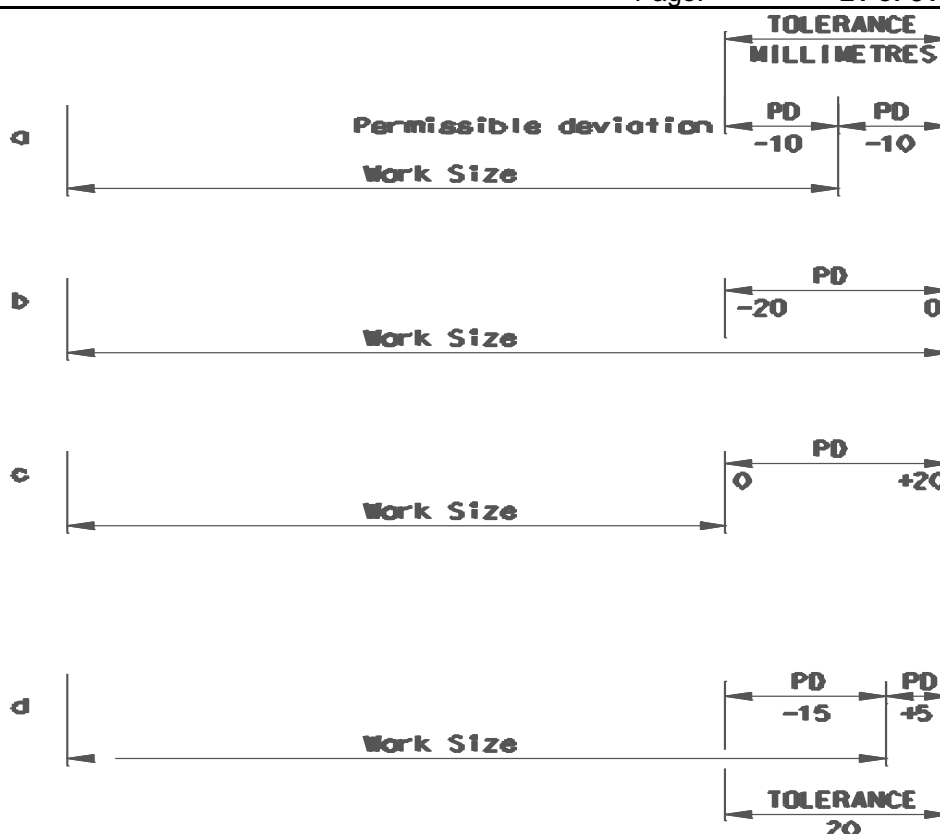 TOLERANCE
MILLIMETRES
a Permissible deviation PD PD
-10 -10
Work Size
b PD
-20 0
Work Size
c PD
0 +20
Work Size
d PD PD
-15 +5
Work Size
TOLERANCE
20